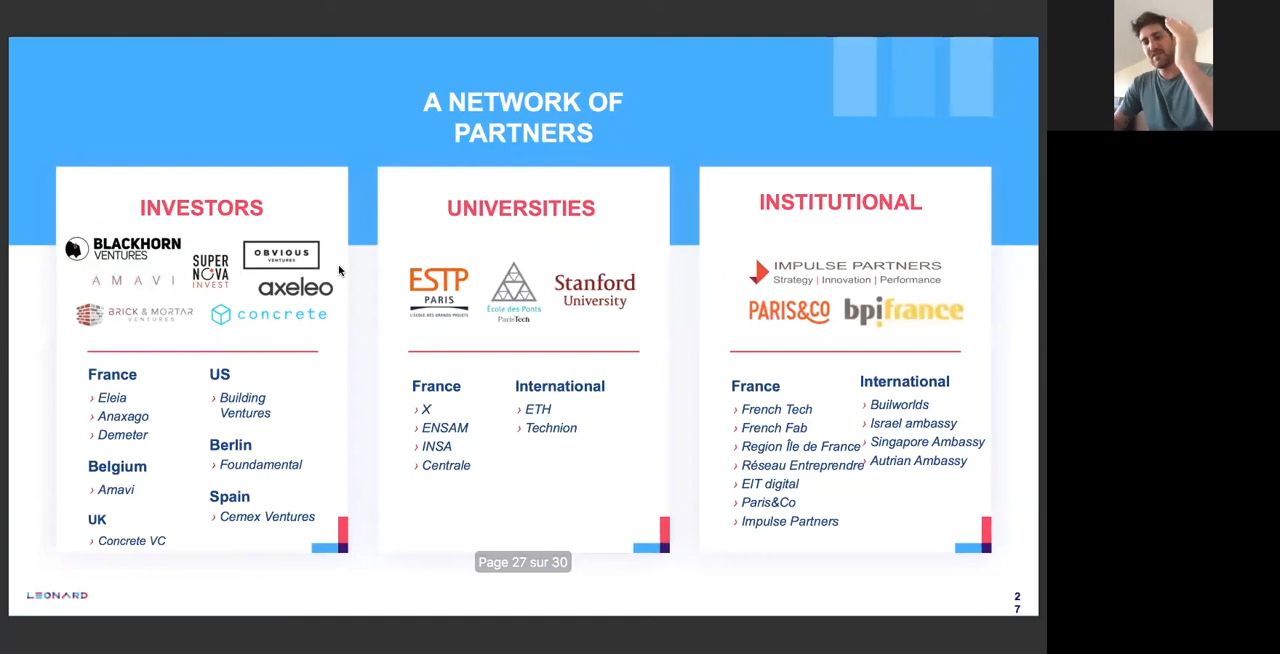 A NETWORK OF
PARTNERS
INVESTORS
BLACKHORN
VENTURES
SUPER
NOVA
INVEST
OBVIOUS
VENTURES
AMAVI
axeleo
BRICK & MORTAR
VENTURES
concrete
France
› Eleia
› Anaxago
› Demeter
Belgium
› Amavi
UK
› Concrete VC
US
› Building
Ventures
Berlin
› Foundamental
Spain
› Cemex Ventures
UNIVERSITIES
ESTP
PARIS
L'ÉCOLE DES GRANDS PROJETS
École des Ponts
ParisTech
Stanford
University
France
› X
› ENSAM
› INSA
› Centrale
International
› ETH
› Technion
INSTITUTIONAL
IMPULSE PARTNERS
Strategy | Innovation | Performance
PARIS&CO
bpifrance
France
› French Tech
› French Fab
› Region Île de France
› Réseau Entreprendre
› EIT digital
› Paris&Co
› Impulse Partners
International
› Builworlds
› Israel ambassy
› Singapore Ambassy
› Autrian Ambassy
Page 27 sur 30
LEONARD
2
7